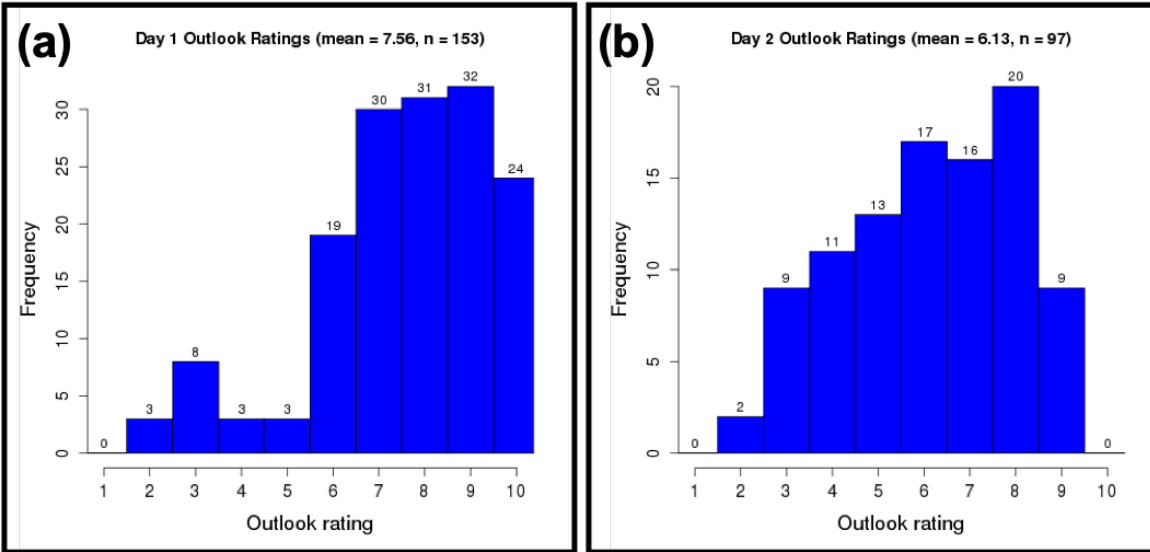 (a)
Day 1 Outlook Ratings (mean = 7.56, n = 153)
Frequency
0 5 10 15 20 25 30
0 3 8 3 3 19 30 31 32 24
1 2 3 4 5 6 7 8 9 10
Outlook rating
(b)
Day 2 Outlook Ratings (mean = 6.13, n = 97)
Frequency
0 5 10 15 20
0 2 9 11 13 17 16 20 9 0
1 2 3 4 5 6 7 8 9 10
Outlook rating